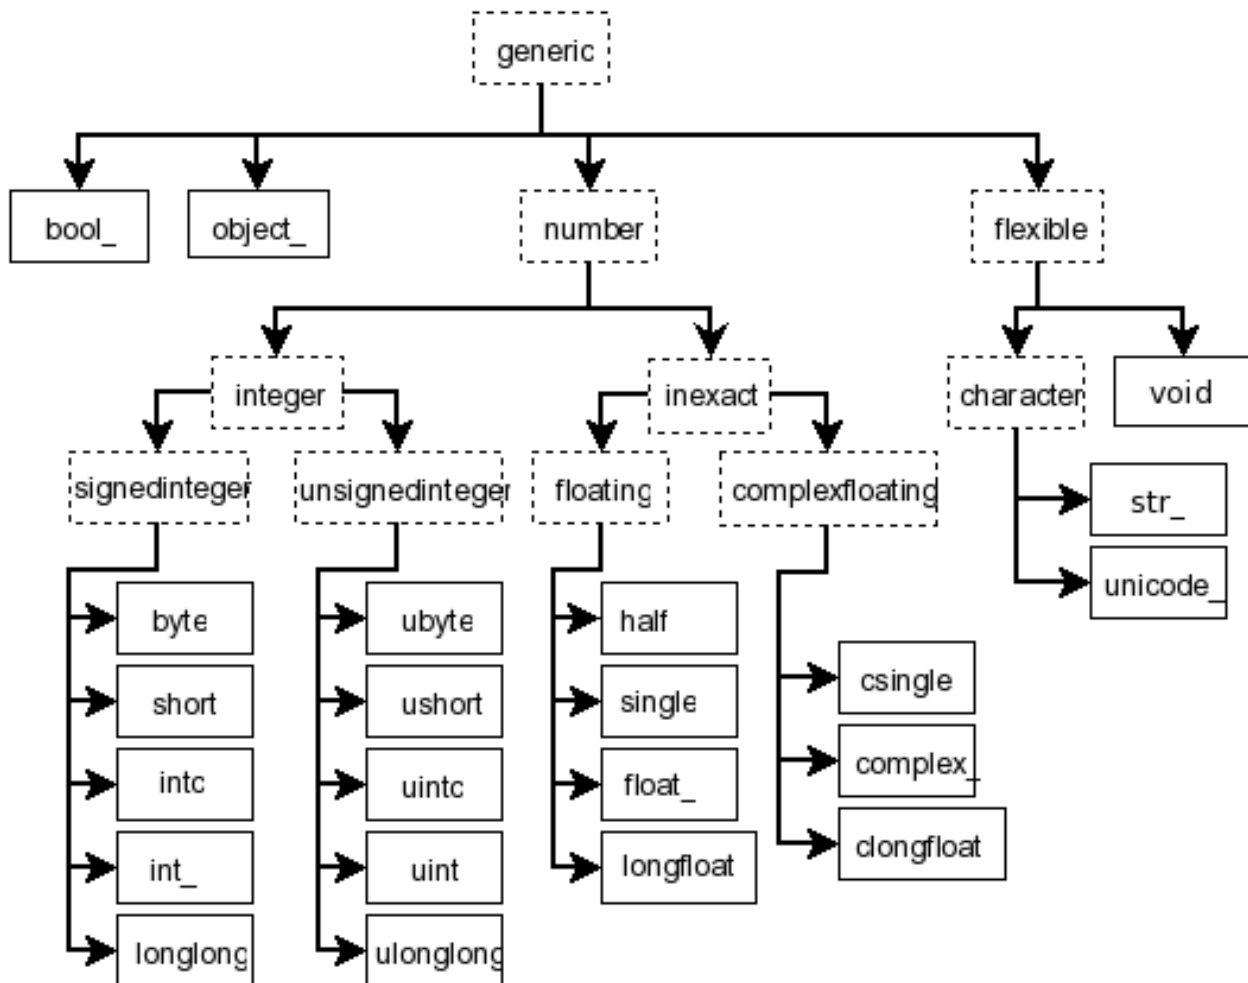 generic
bool_
object_
number
flexible
integer
inexact
character
void
signedinteger
unsignedinteger
floating
complexfloating
str_
unicode_
byte
ubyte
half
csingle
short
ushort
single
complex_
intc
uintc
float_
clongfloat
int_
uint
longfloat
longlong
ulonglong